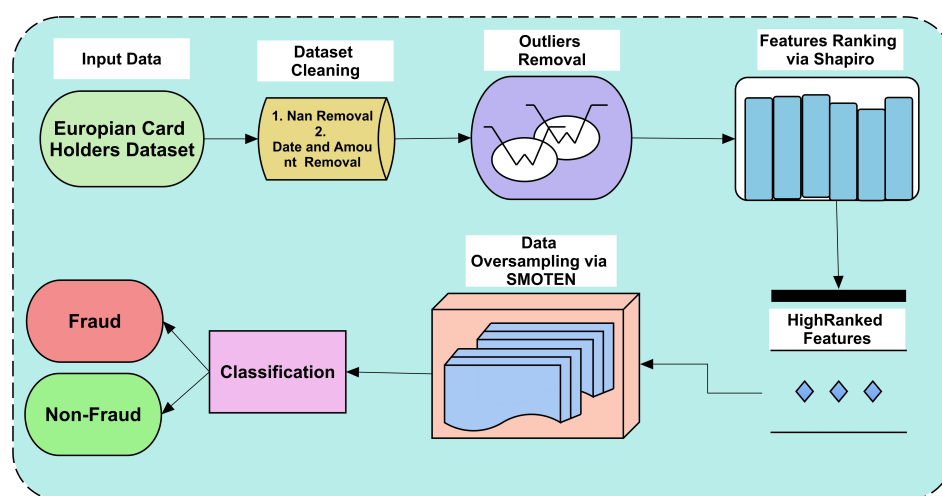 Input Data
Europian Card
Holders Dataset
Dataset
Cleaning
1. Nan Removal
2.
Date and Amou
nt Removal
Outliers
Removal
Features Ranking
via Shapiro
HighRanked
Features
Data
Oversampling via
SMOTEN
Classification
Fraud
Non-Fraud